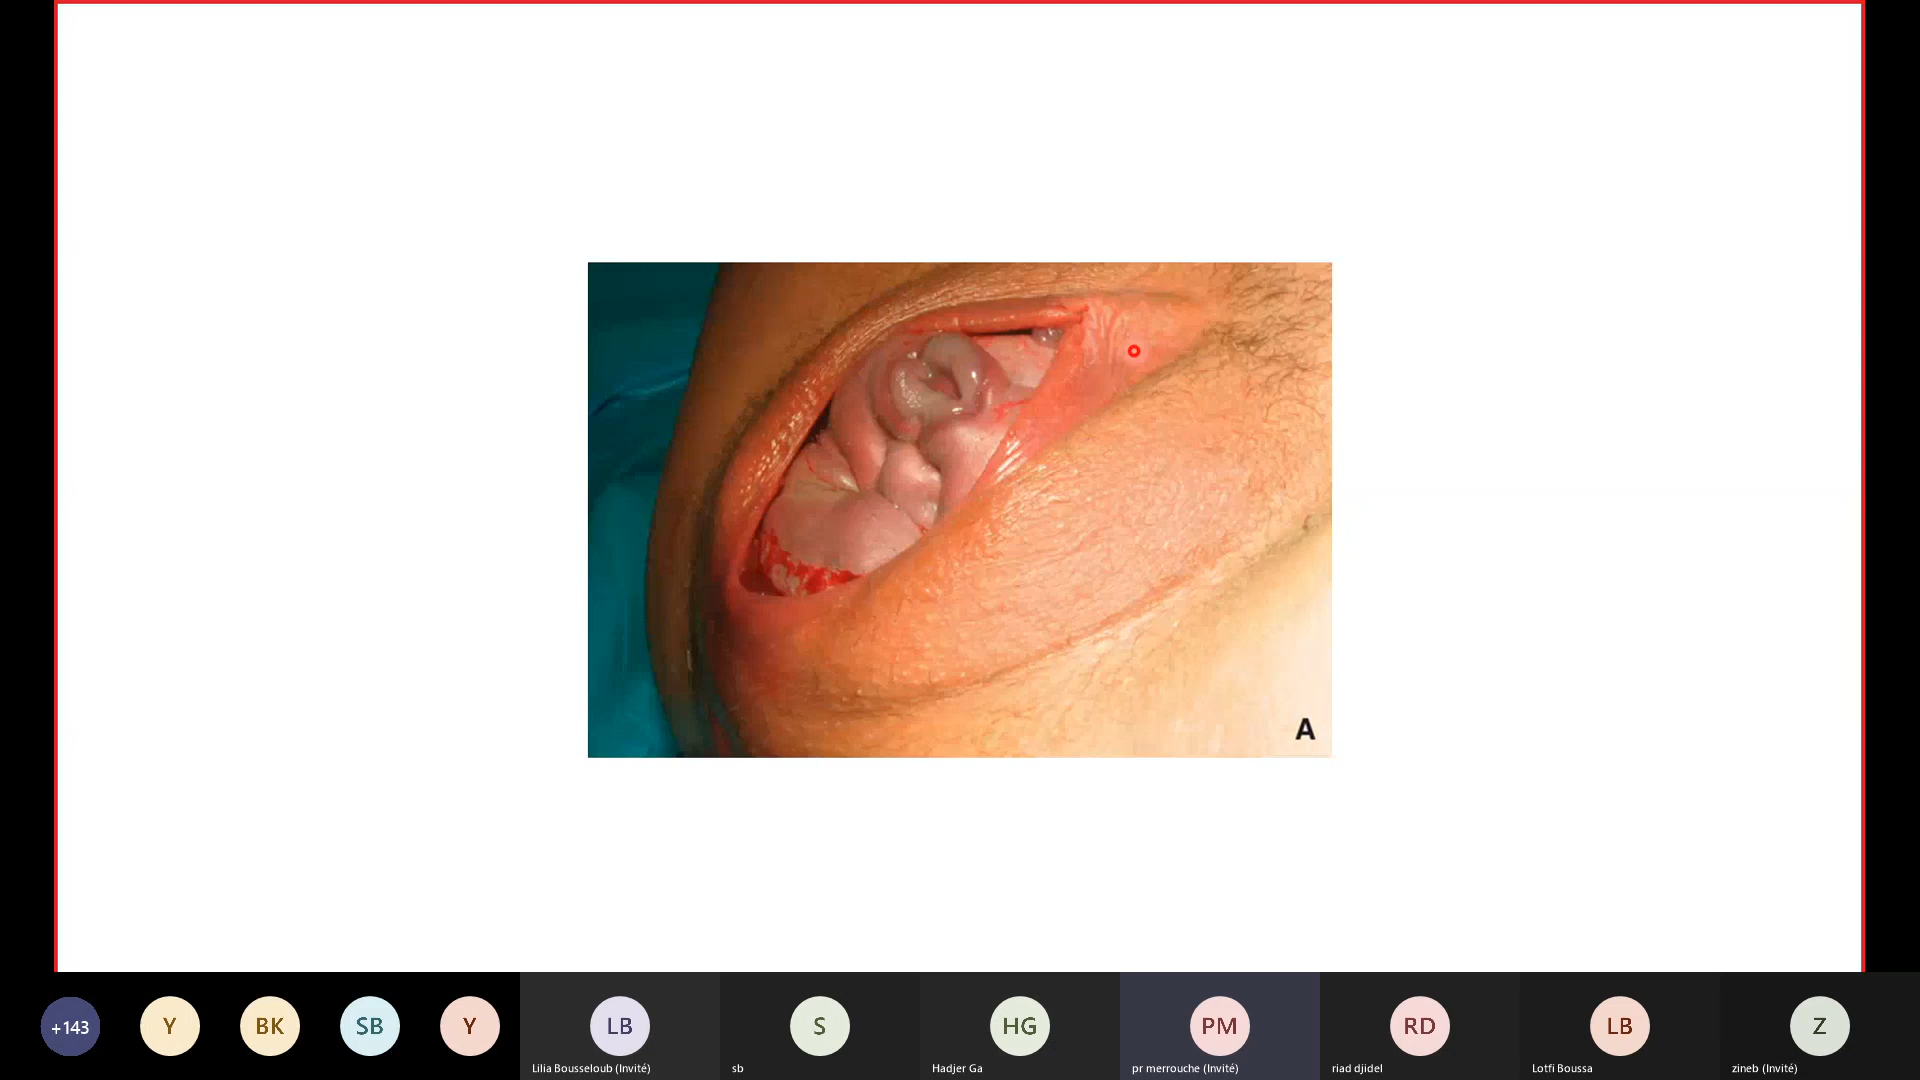 A
+143
Y
BK
SB
Y
LB
S
HG
PM
RD
LB
Z
Lilia Bousseloub (Invité)
sb
Hadjer Ga
pr merrouche (Invité)
riad djidel
Lotfi Boussa
zineb (Invité)